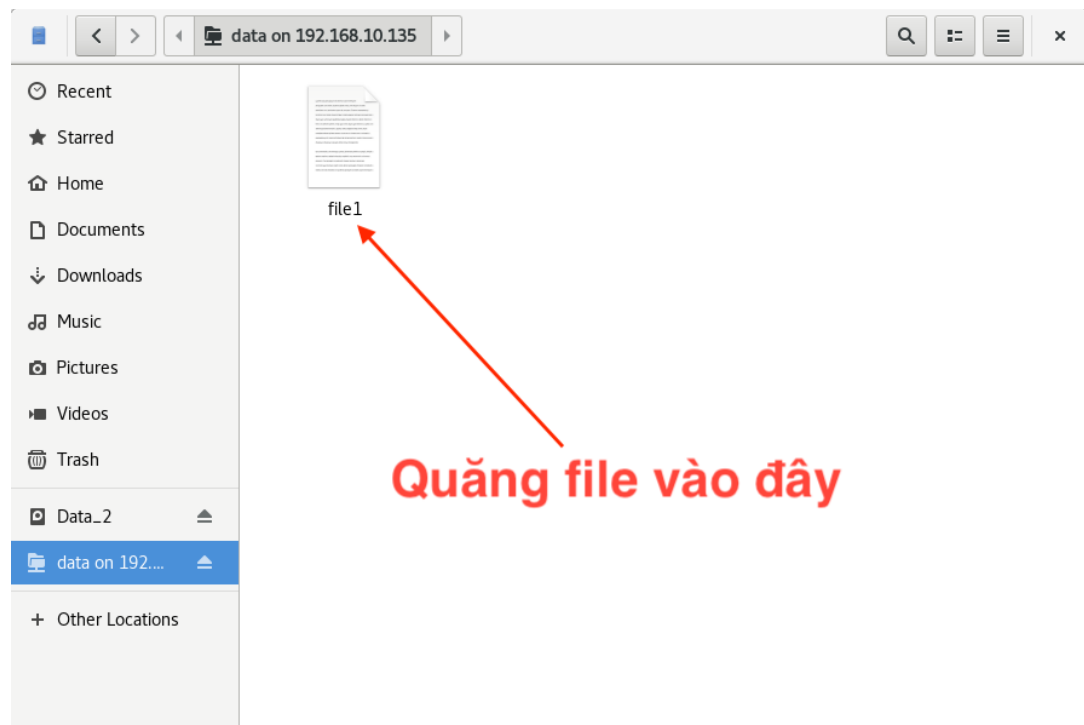 data on 192.168.10.135
Recent
Starred
Home
Documents
Downloads
Music
Pictures
Videos
Trash
Data_2
data on 192....
Other Locations
file1
Quăng file vào đây